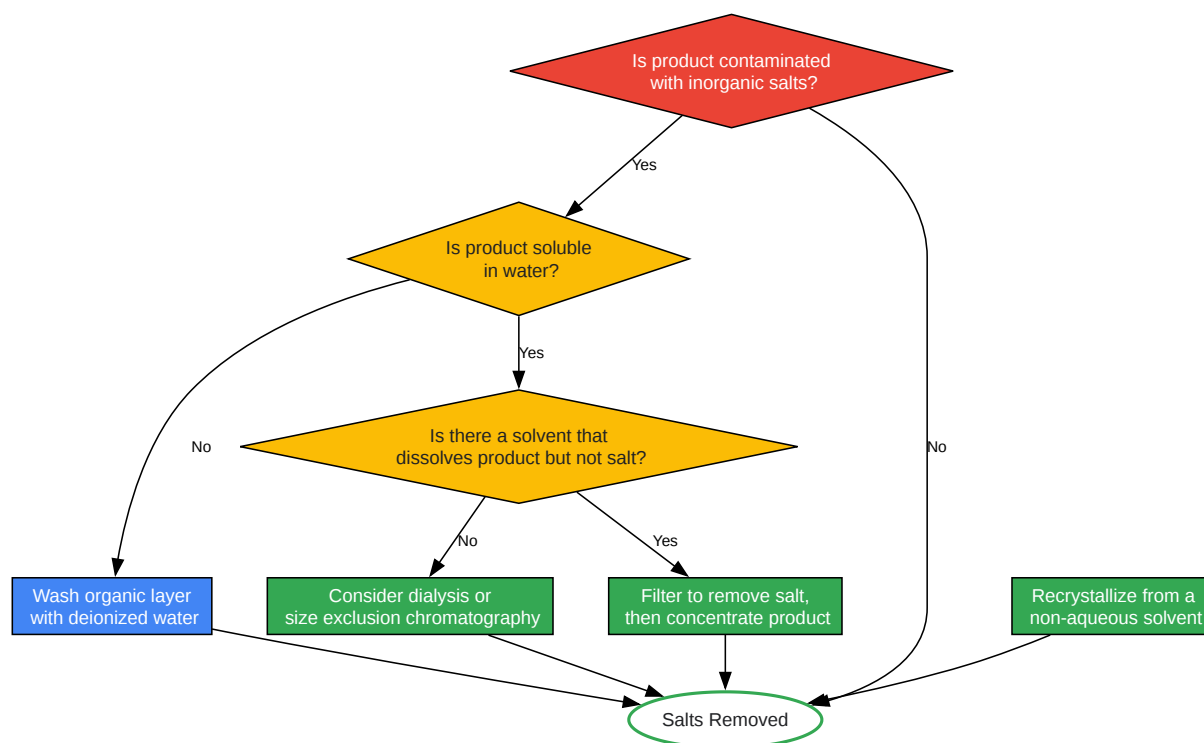 Is product contaminated
with inorganic salts?
Yes
Is product soluble
in water?
Yes
Is there a solvent that
dissolves product but not salt?
No
No
No
Yes
Wash organic layer
with deionized water
Consider dialysis or
size exclusion chromatography
Filter to remove salt,
then concentrate product
Recrystallize from a
non-aqueous solvent
Salts Removed